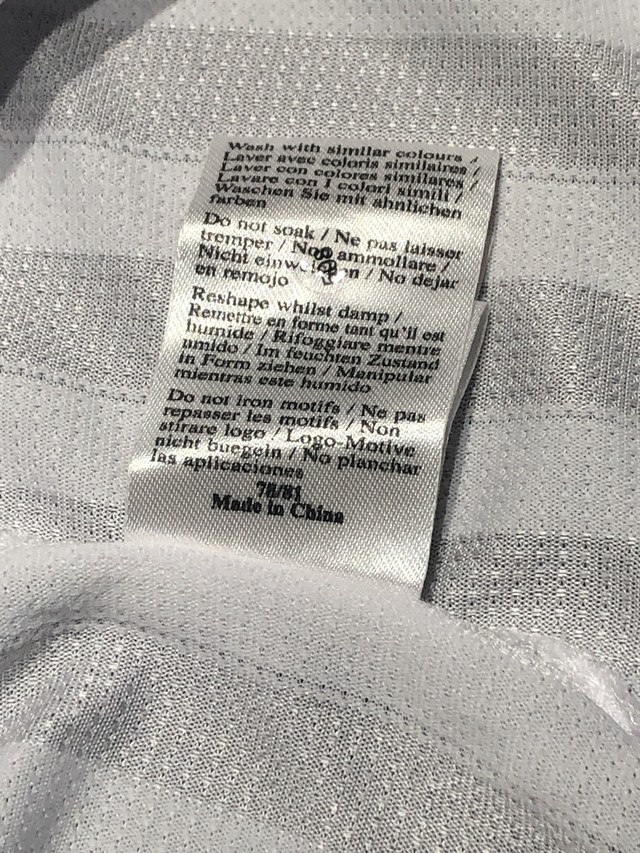 Wash with similar colours /
Laver avec coloris similaires /
Laver con colores similares /
Lavare con I colori simili /
Waschen Sie mit ahnlichen
farben
Do not soak / Ne pas laisser
tremper / Non ammollare /
Nicht einweichen / No dejar
en remojo
Reshape whilst damp /
Remettre en forme tant qu'il est
humide / Rifoggiare mentre
umido / Im feuchten Zustand
in Form ziehen / Manipular
mientras este humido
Do not iron motifs / Ne pas
repasser les motifs / Non
stirare logo / Logo-Motive
nicht buegein / No planchar
las aplicaciones
78/81
Made in China